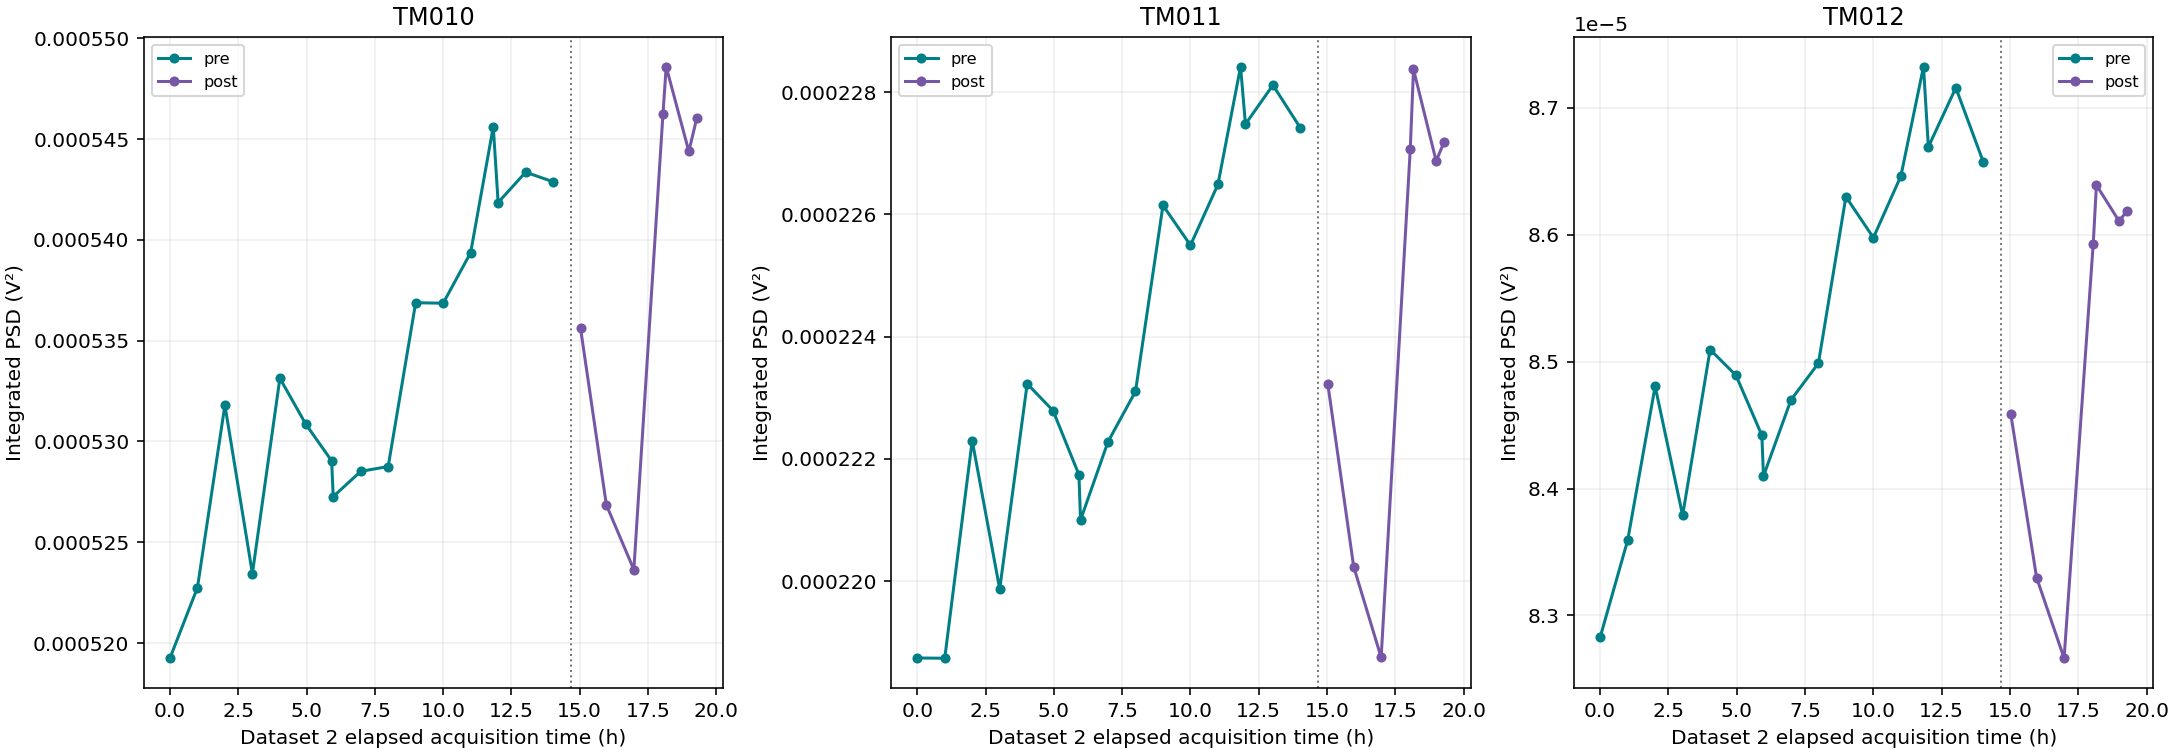 TM010
0.000550
0.000545
0.000540
0.000535
0.000530
0.000525
0.000520
Integrated PSD (V²)
pre
post
0.0 2.5 5.0 7.5 10.0 12.5 15.0 17.5 20.0
Dataset 2 elapsed acquisition time (h)
TM011
0.000228
0.000226
0.000224
0.000222
0.000220
Integrated PSD (V²)
pre
post
0.0 2.5 5.0 7.5 10.0 12.5 15.0 17.5 20.0
Dataset 2 elapsed acquisition time (h)
TM012
1e−5
8.7
8.6
8.5
8.4
8.3
Integrated PSD (V²)
pre
post
0.0 2.5 5.0 7.5 10.0 12.5 15.0 17.5 20.0
Dataset 2 elapsed acquisition time (h)